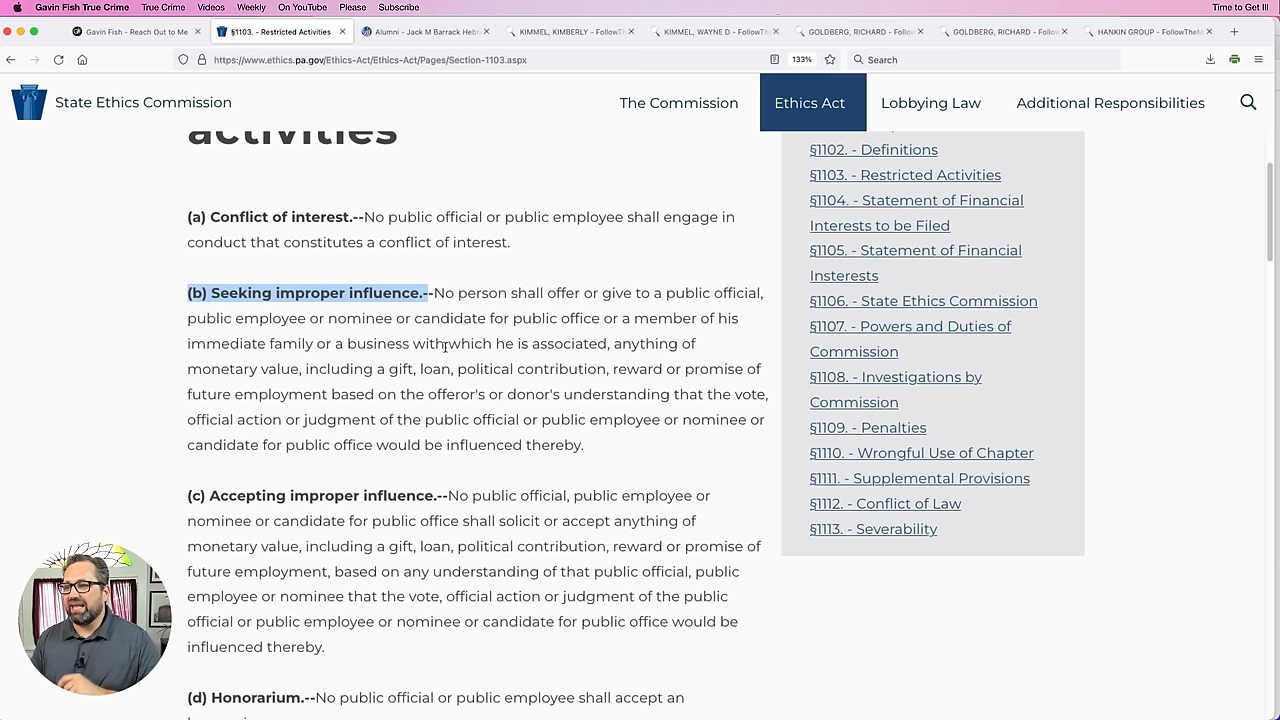 Gavin Fish True Crime True Crime Videos Weekly On YouTube Please Subscribe Time to Get Ill
Gavin Fish - Reach Out to Me §1103. - Restricted Activities Alumni - Jack M Barrack Heb KIMMEL, KIMBERLY - FollowTh KIMMEL, WAYNE D - FollowThe GOLDBERG, RICHARD - Follow GOLDBERG, RICHARD - Follow HANKIN GROUP - FollowTheM
https://www.ethics.pa.gov/Ethics-Act/Ethics-Act/Pages/Section-1103.aspx 133% Search
State Ethics Commission The Commission Ethics Act Lobbying Law Additional Responsibilities
activities
(a) Conflict of interest.--No public official or public employee shall engage in
conduct that constitutes a conflict of interest.
(b) Seeking improper influence.--No person shall offer or give to a public official,
public employee or nominee or candidate for public office or a member of his
immediate family or a business with which he is associated, anything of
monetary value, including a gift, loan, political contribution, reward or promise of
future employment based on the offeror's or donor's understanding that the vote,
official action or judgment of the public official or public employee or nominee or
candidate for public office would be influenced thereby.
(c) Accepting improper influence.--No public official, public employee or
nominee or candidate for public office shall solicit or accept anything of
monetary value, including a gift, loan, political contribution, reward or promise of
future employment, based on any understanding of that public official, public
employee or nominee that the vote, official action or judgment of the public
official or public employee or nominee or candidate for public office would be
influenced thereby.
(d) Honorarium.--No public official or public employee shall accept an
§1102. - Definitions
§1103. - Restricted Activities
§1104. - Statement of Financial
Interests to be Filed
§1105. - Statement of Financial
Insterests
§1106. - State Ethics Commission
§1107. - Powers and Duties of
Commission
§1108. - Investigations by
Commission
§1109. - Penalties
§1110. - Wrongful Use of Chapter
§1111. - Supplemental Provisions
§1112. - Conflict of Law
§1113. - Severability